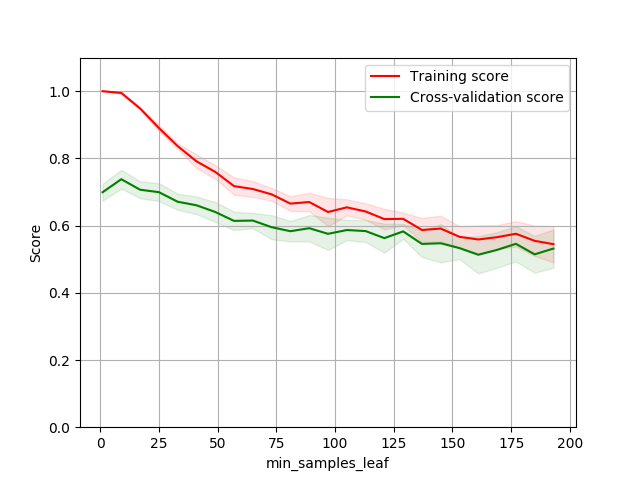 Training score
Cross-validation score
1.0
0.8
0.6
0.4
0.2
0.0
Score
0 25 50 75 100 125 150 175 200
min_samples_leaf